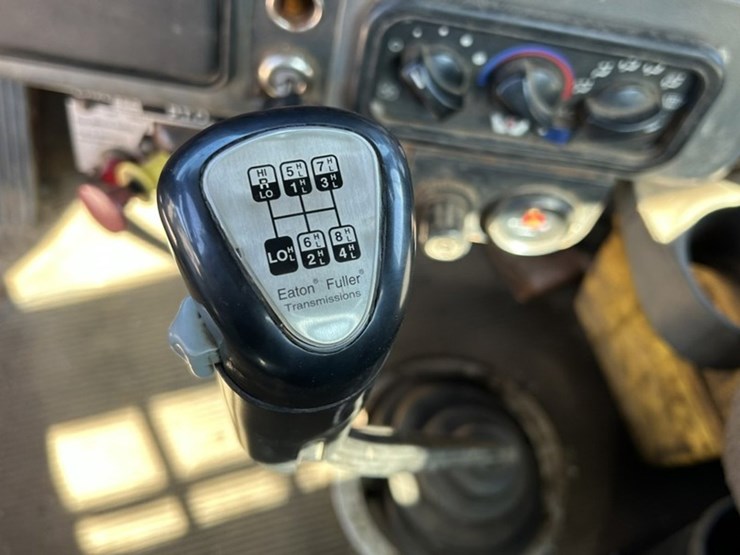 HI 5 H L 7 H L
R 1 H L 3 H L
LO
LO H L 6 H L 8 H L
2 H L 4 H L
Eaton® Fuller®
Transmissions